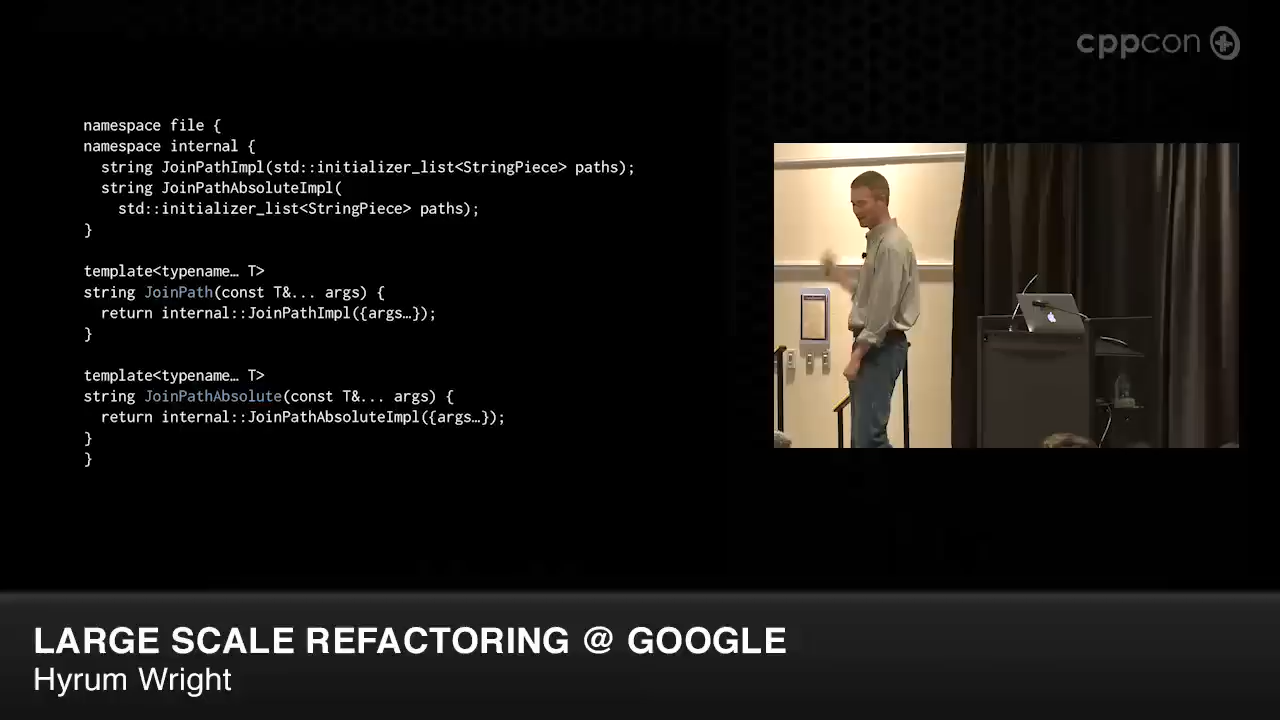 cppcon
namespace file {
namespace internal {
string JoinPathImpl(std::initializer_list<StringPiece> paths);
string JoinPathAbsoluteImpl(
std::initializer_list<StringPiece> paths);
}
template<typename… T>
string JoinPath(const T&... args) {
return internal::JoinPathImpl({args…});
}
template<typename… T>
string JoinPathAbsolute(const T&... args) {
return internal::JoinPathAbsoluteImpl({args…});
}
}
LARGE SCALE REFACTORING @ GOOGLE
Hyrum Wright